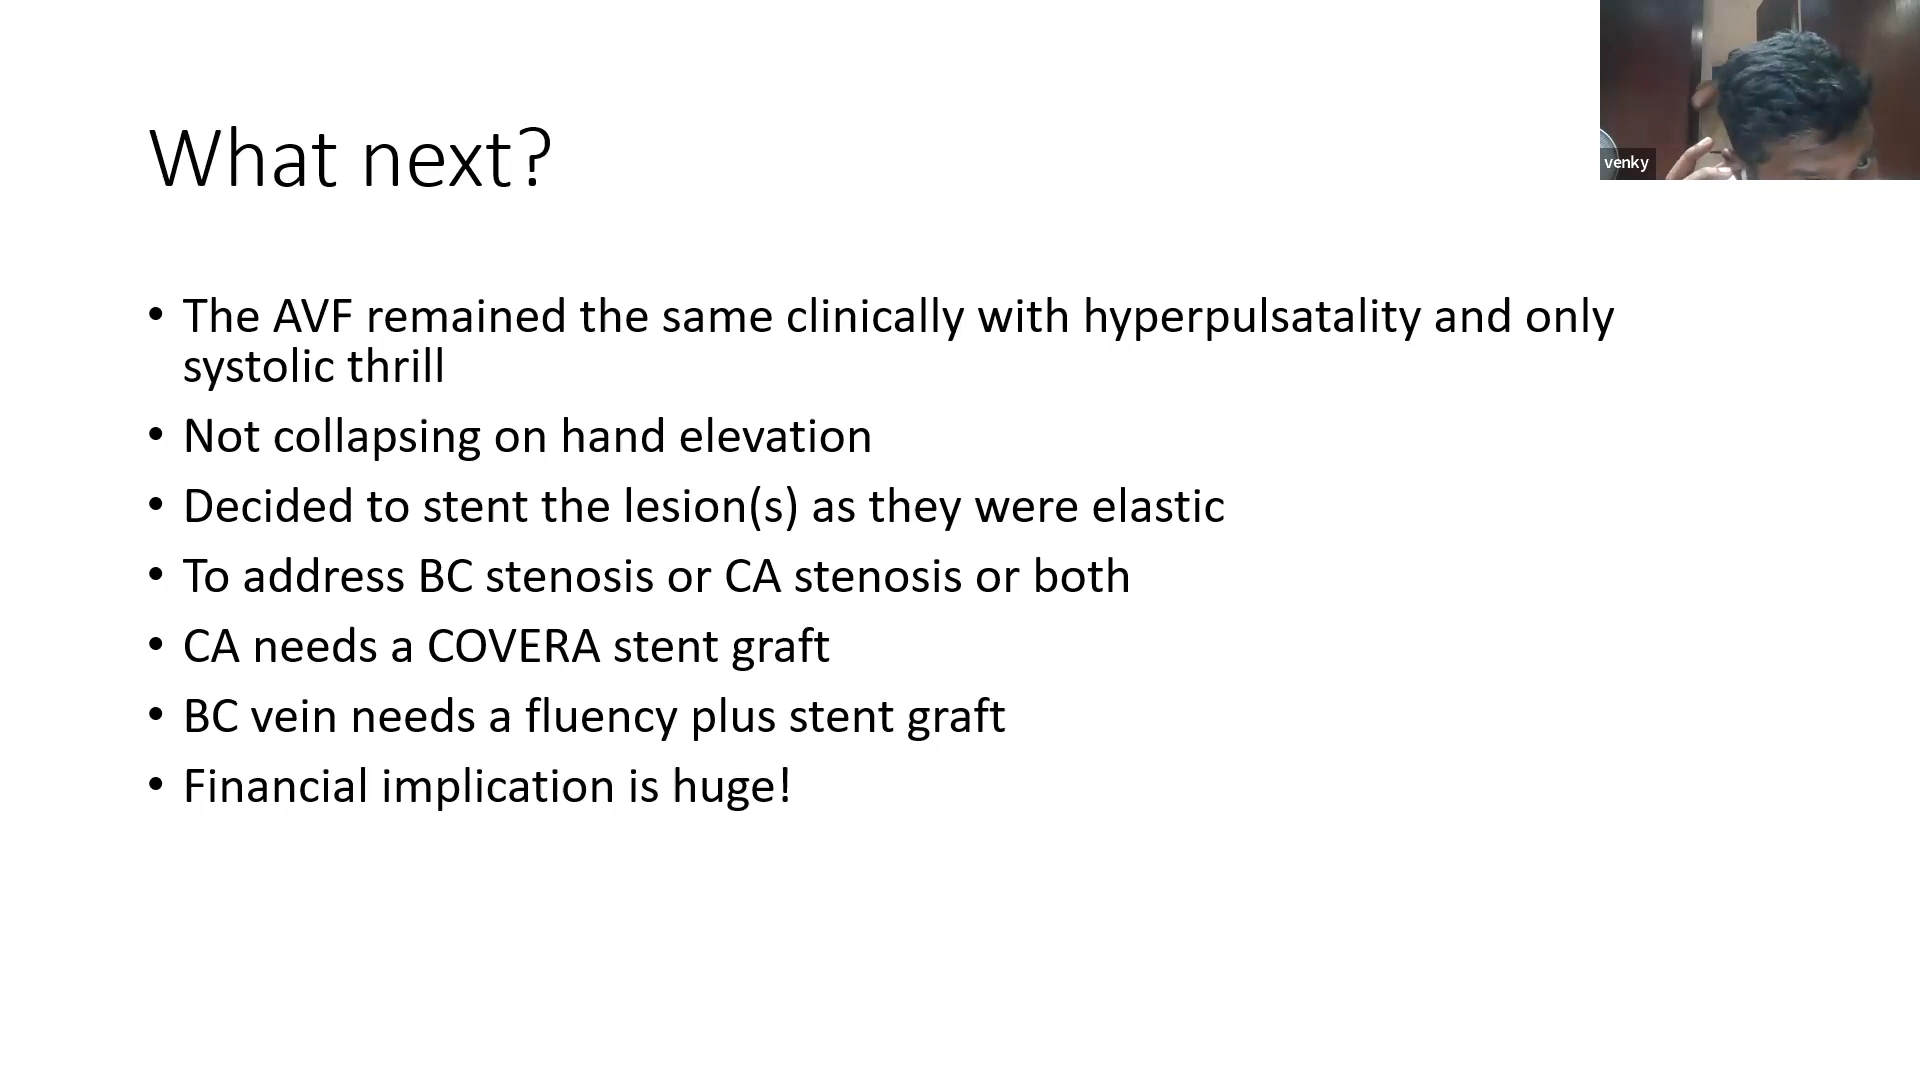 What next?
venky
• The AVF remained the same clinically with hyperpulsatality and only
systolic thrill
• Not collapsing on hand elevation
• Decided to stent the lesion(s) as they were elastic
• To address BC stenosis or CA stenosis or both
• CA needs a COVERA stent graft
• BC vein needs a fluency plus stent graft
• Financial implication is huge!